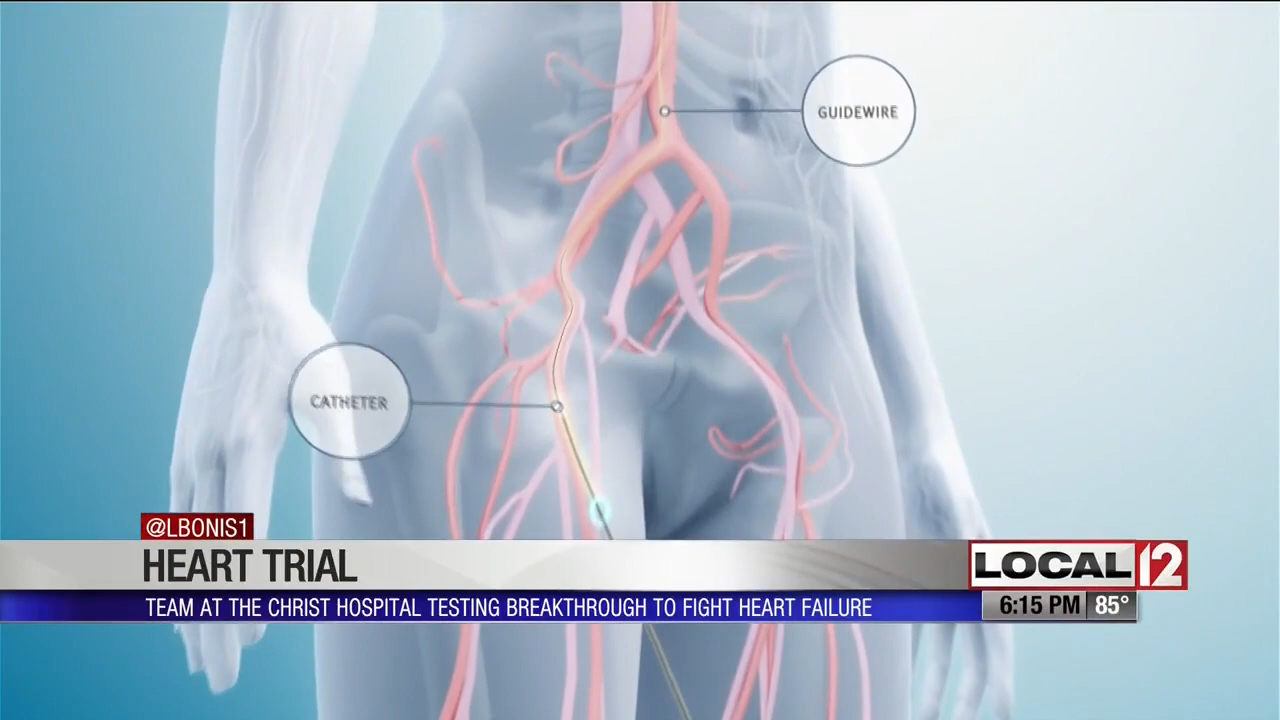 GUIDEWIRE
CATHETER
@LBONIS1
HEART TRIAL
LOCAL 12
TEAM AT THE CHRIST HOSPITAL TESTING BREAKTHROUGH TO FIGHT HEART FAILURE
6:15 PM 85°